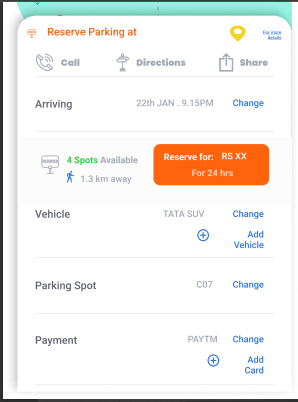 Reserve Parking at
For more
details
Call
Directions
Share
Arriving
22th JAN . 9.15PM
Change
4 Spots Available
1.3 km away
Reserve for: RS XX
For 24 hrs
Vehicle
TATA SUV
Change
Add
Vehicle
Parking Spot
C07
Change
Payment
PAYTM
Change
Add
Card